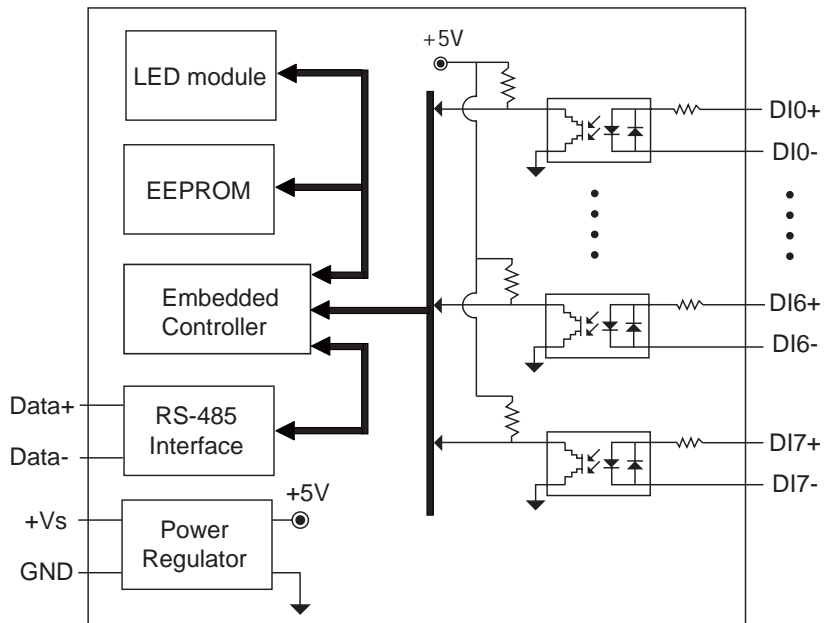 LED module
+5V
DI0+
DI0-
EEPROM
Embedded
Controller
DI6+
DI6-
Data+
RS-485
Interface
Data-
DI7+
DI7-
+5V
+Vs
Power
Regulator
GND